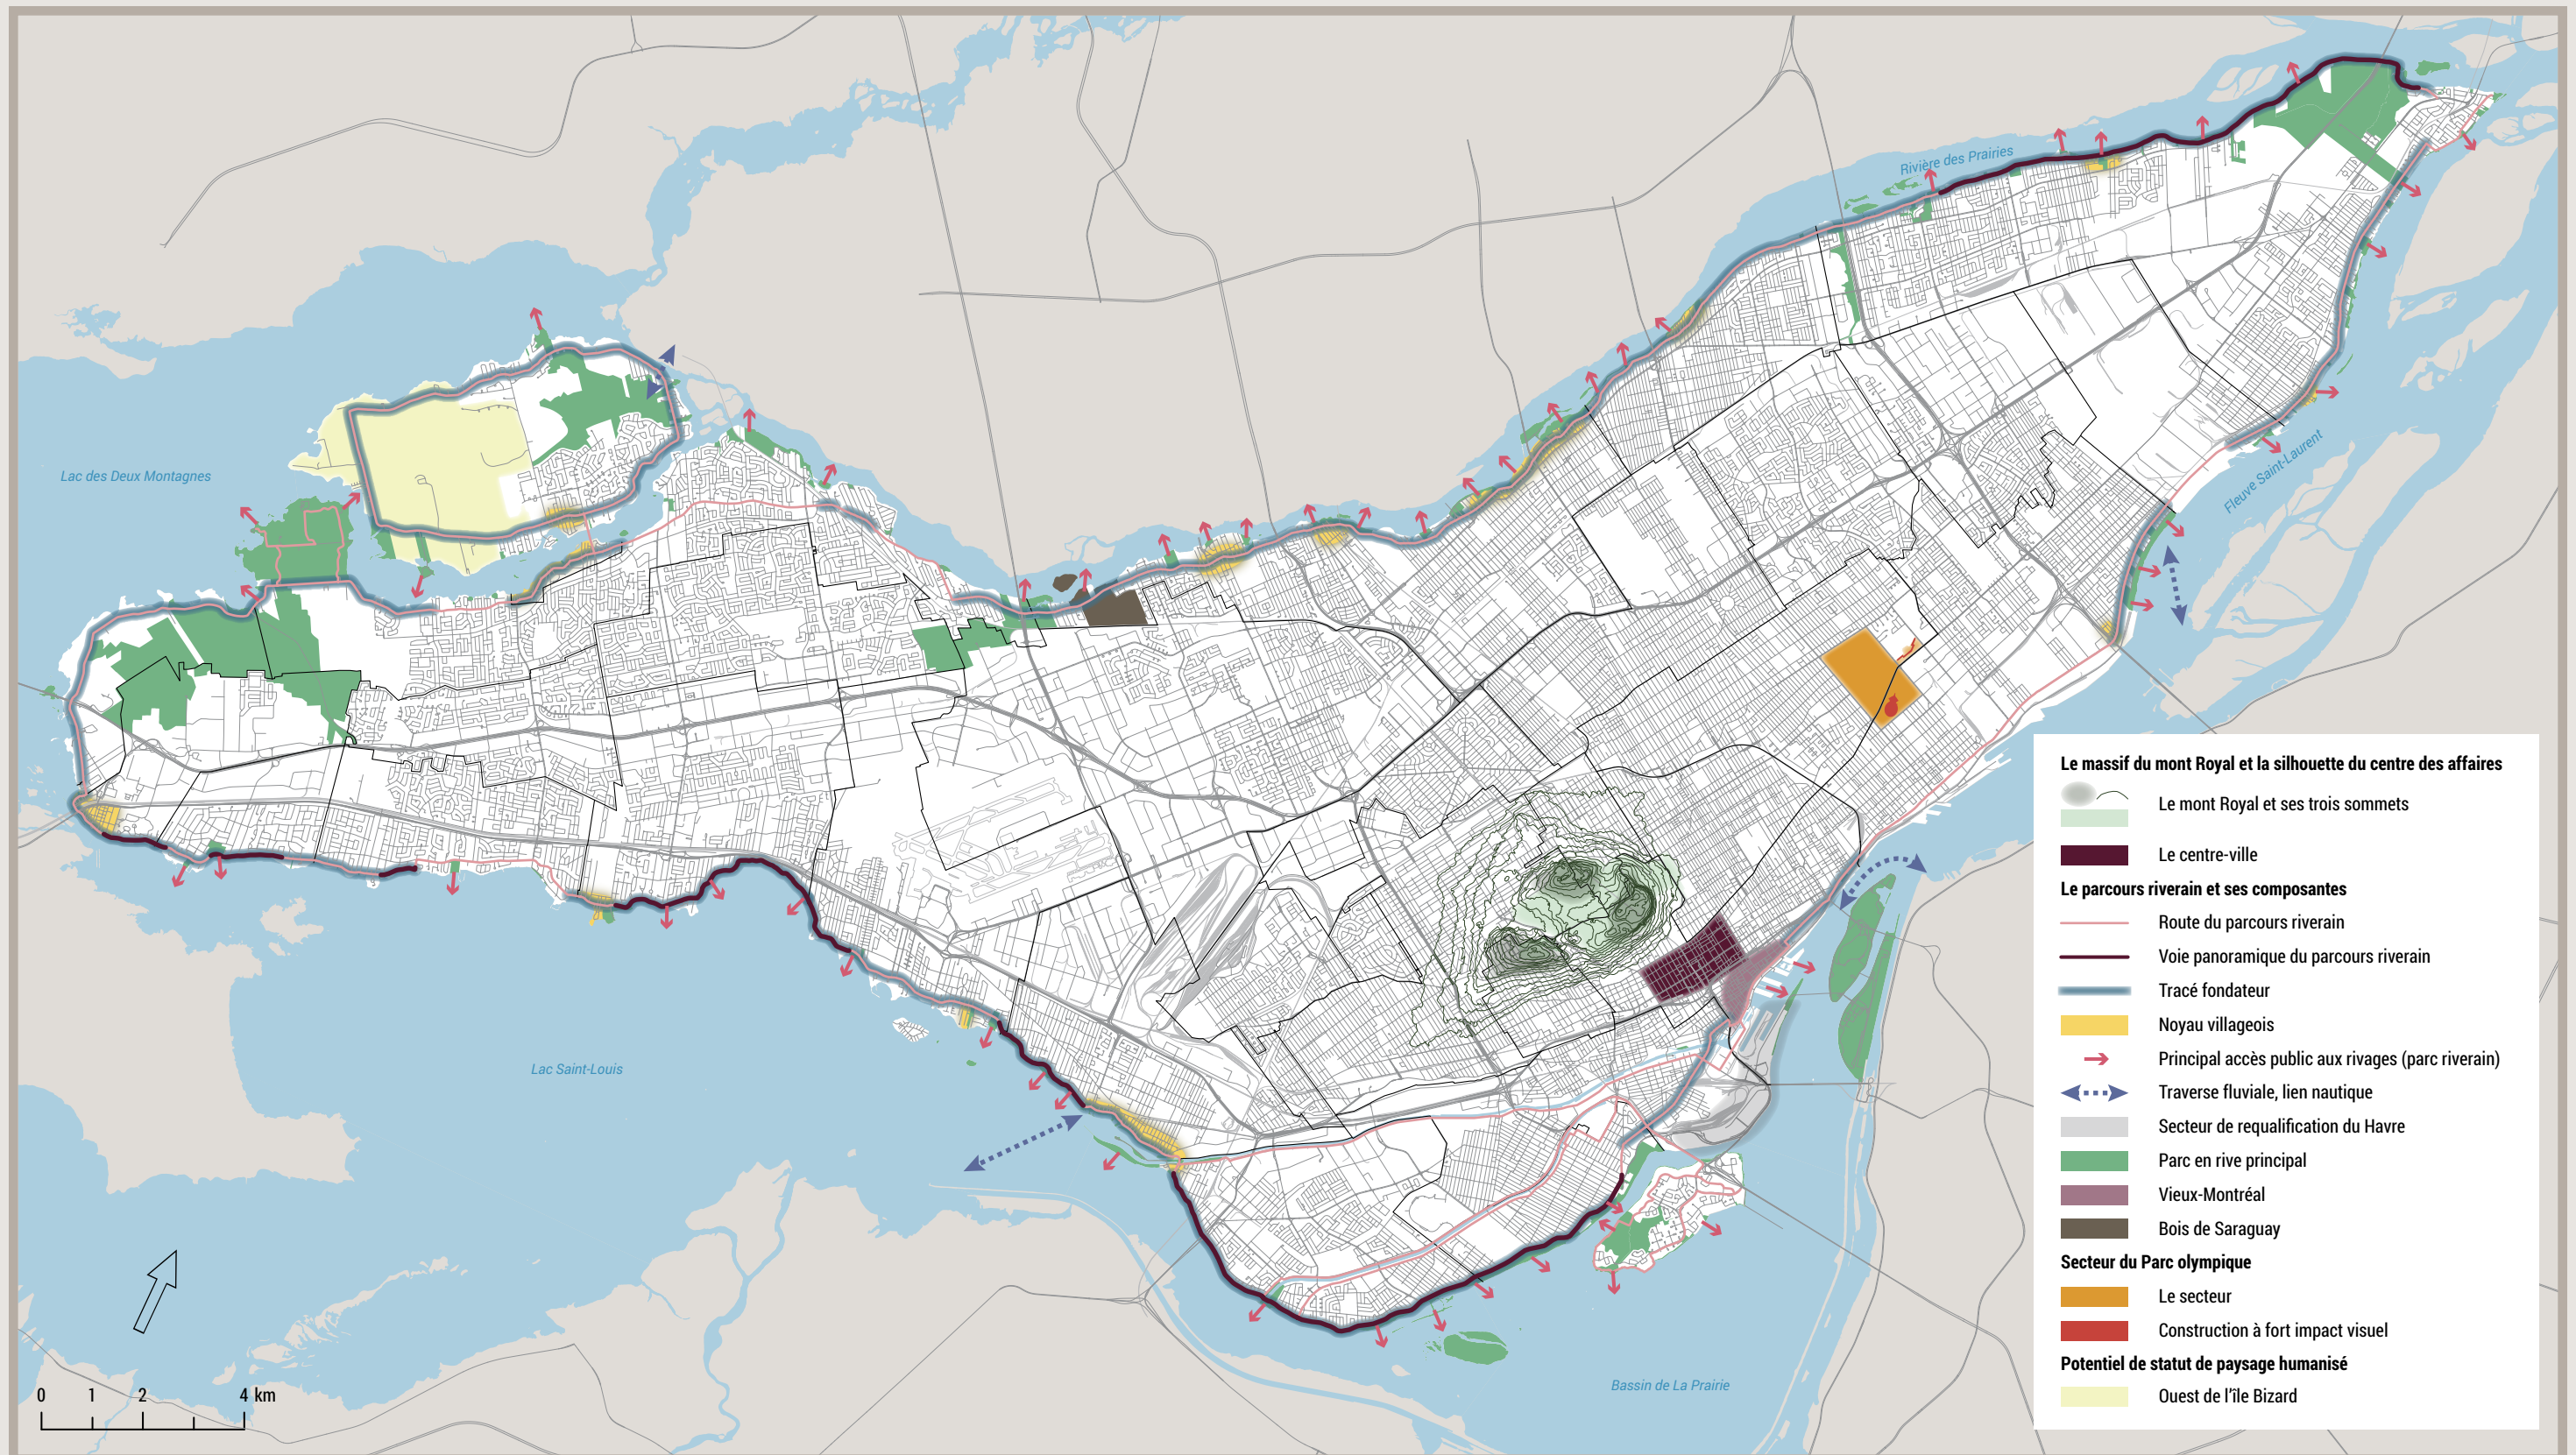 Rivière des Prairies
Lac des Deux Montagnes
Fleuve Saint-Laurent
Lac Saint-Louis
Bassin de La Prairie
0 1 2 4 km
Le massif du mont Royal et la silhouette du centre des affaires
Le mont Royal et ses trois sommets
Le centre-ville
Le parcours riverain et ses composantes
Route du parcours riverain
Voie panoramique du parcours riverain
Tracé fondateur
Noyau villageois
Principal accès public aux rivages (parc riverain)
Traverse fluviale, lien nautique
Secteur de requalification du Havre
Parc en rive principal
Vieux-Montréal
Bois de Saraguay
Secteur du Parc olympique
Le secteur
Construction à fort impact visuel
Potentiel de statut de paysage humanisé
Ouest de l'île Bizard